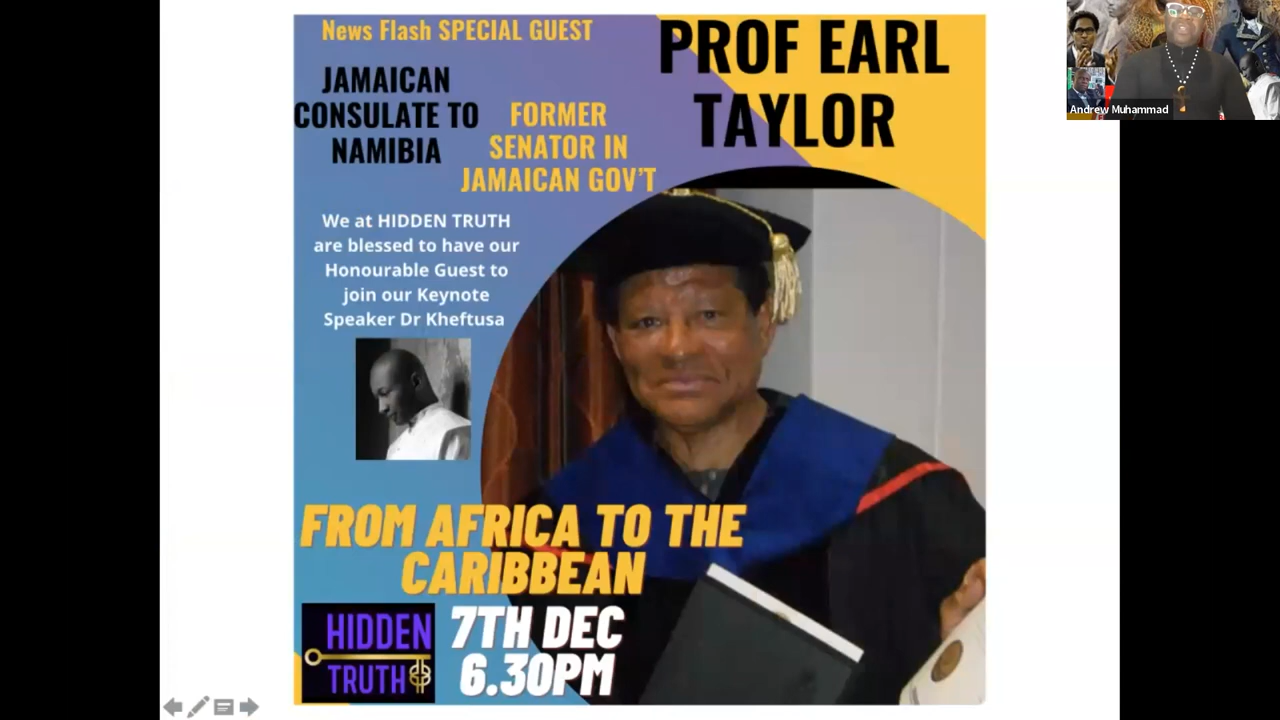 News Flash SPECIAL GUEST
JAMAICAN
CONSULATE TO
NAMIBIA
FORMER
SENATOR IN
JAMAICAN GOV'T
PROF EARL
TAYLOR
We at HIDDEN TRUTH
are blessed to have our
Honourable Guest to
join our Keynote
Speaker Dr Kheftusa
FROM AFRICA TO THE
CARIBBEAN
HIDDEN
TRUTH
7TH DEC
6.30PM
Andrew Muhammad